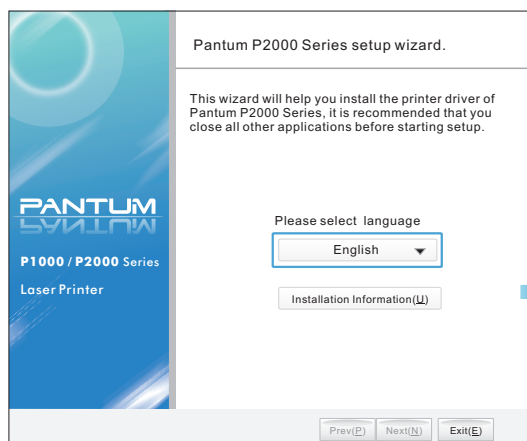 Pantum P2000 Series setup wizard.
This wizard will help you install the printer driver of
Pantum P2000 Series, it is recommended that you
close all other applications before starting setup.
PANTUM
P1000 / P2000 Series
Laser Printer
Please select language
English
Installation Information(U)
Prev(P) Next(N) Exit(E)